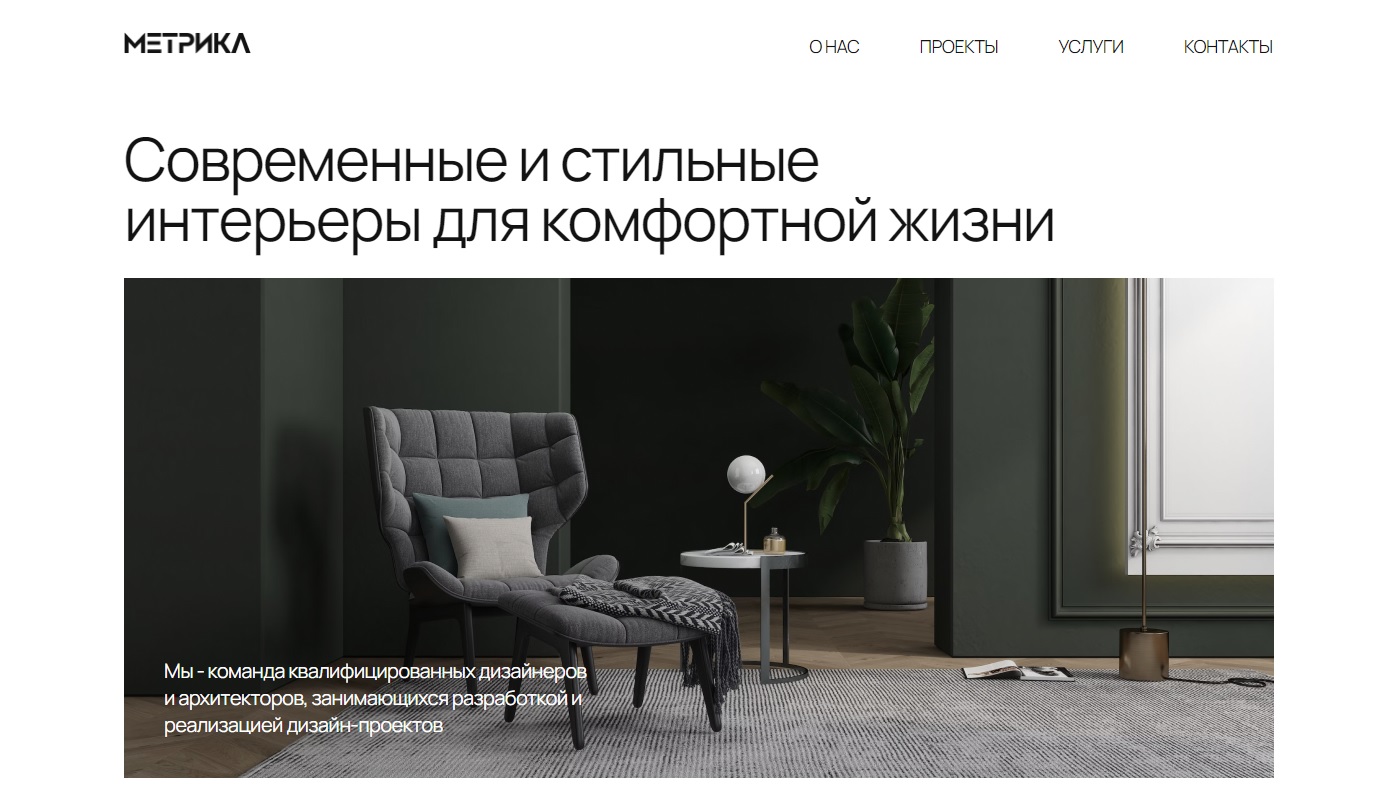 МЕТРИКА
О НАС
ПРОЕКТЫ
УСЛУГИ
КОНТАКТЫ
Современные и стильные
интерьеры для комфортной жизни
Мы - команда квалифицированных дизайнеров
и архитекторов, занимающихся разработкой и
реализацией дизайн-проектов